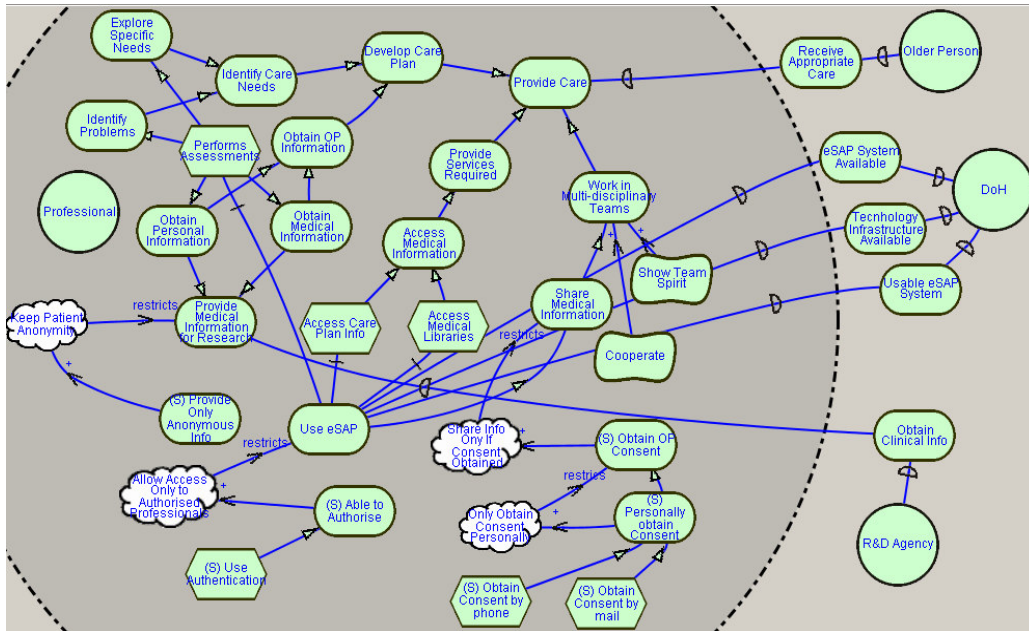 Explore
Specific
Needs
Identify Care
Needs
Develop Care
Plan
Provide Care
Receive
Appropriate
Care
Older Person
Identify
Problems
Performs
Assessments
Obtain OP
Information
Provide
Services
Required
Work in
Multi-disciplinary
Teams
eSAP System
Available
DoH
Professional
Obtain
Personal
Information
Obtain
Medical
Information
Access
Medical
Information
Tecnhology
Infrastructure
Available
+
+
Show Team
Spirit
Usable eSAP
System
Keep Patient
Anonymity
restricts
Provide
Medical
Information
for Research
Access Care
Plan Info
Access
Medical
Libraries
Share
Medical
Information
restricts
Cooperate
+
(S) Provide
Only
Anonymous
Info
Use eSAP
restricts
Share Info
Ony If
Consent
Obtained
+
(S) Obtain OP
Consent
Obtain
Clinical Info
Allow Access
Only to
Authorised
Professionals
+
(S) Able to
Authorise
restricts
Only Obtain
Consent
Personally
+
(S)
Personally
obtain
Consent
R&D Agency
(S) Use
Authentication
(S) Obtain
Consent by
phone
(S) Obtain
Consent by
mail